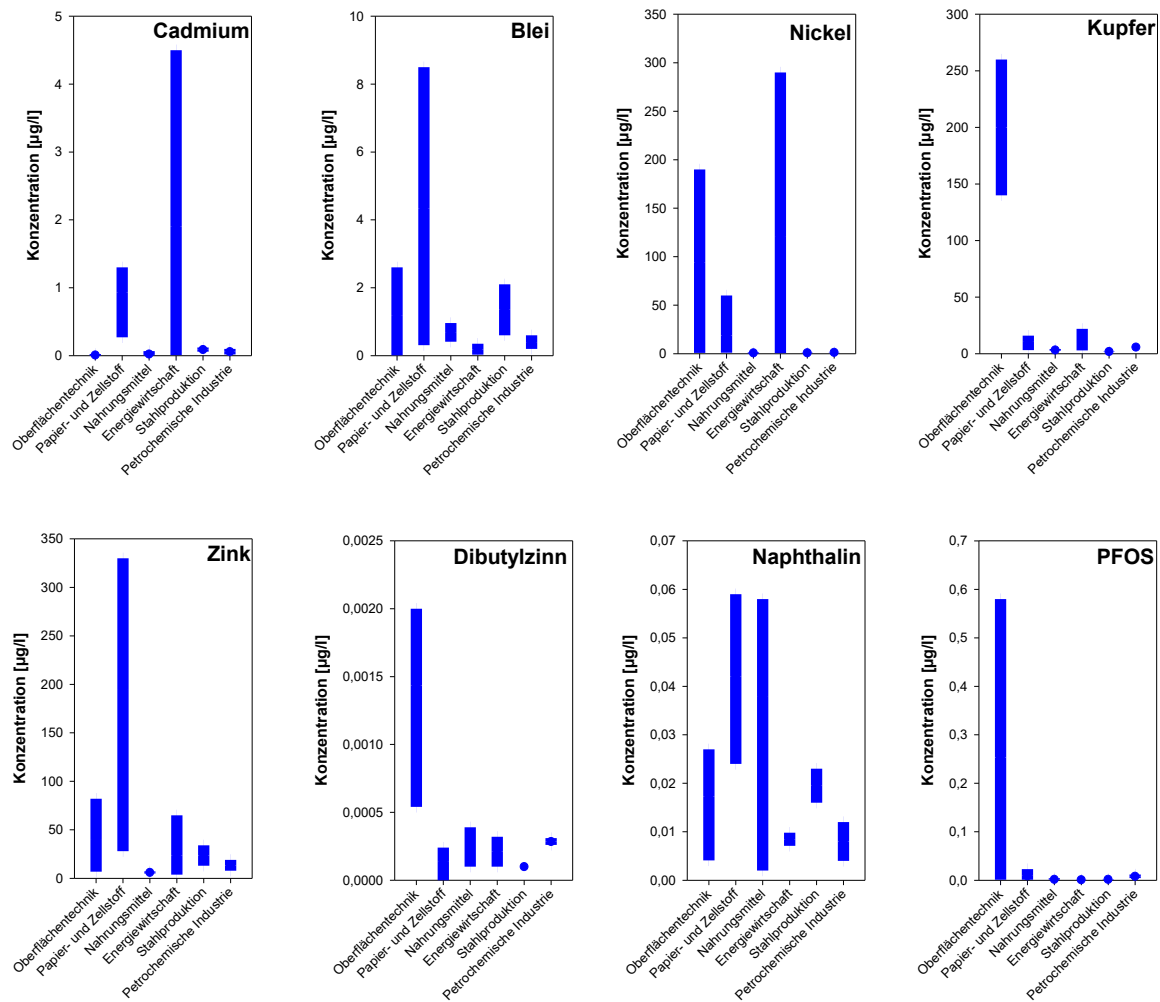 Cadmium
Konzentration [µg/l]
5
4
3
2
1
0
Oberflächentechnik
Papier- und Zellstoff
Nahrungsmittel
Energiewirtschaft
Stahlproduktion
Petrochemische Industrie
Blei
Konzentration [µg/l]
10
8
6
4
2
0
Oberflächentechnik
Papier- und Zellstoff
Nahrungsmittel
Energiewirtschaft
Stahlproduktion
Petrochemische Industrie
Nickel
Konzentration [µg/l]
350
300
250
200
150
100
50
0
Oberflächentechnik
Papier- und Zellstoff
Nahrungsmittel
Energiewirtschaft
Stahlproduktion
Petrochemische Industrie
Kupfer
Konzentration [µg/l]
300
250
200
150
100
50
0
Oberflächentechnik
Papier- und Zellstoff
Nahrungsmittel
Energiewirtschaft
Stahlproduktion
Petrochemische Industrie
Zink
Konzentration [µg/l]
350
300
250
200
150
100
50
0
Oberflächentechnik
Papier- und Zellstoff
Nahrungsmittel
Energiewirtschaft
Stahlproduktion
Petrochemische Industrie
Dibutylzinn
Konzentration [µg/l]
0,0025
0,0020
0,0015
0,0010
0,0005
0,0000
Oberflächentechnik
Papier- und Zellstoff
Nahrungsmittel
Energiewirtschaft
Stahlproduktion
Petrochemische Industrie
Naphthalin
Konzentration [µg/l]
0,07
0,06
0,05
0,04
0,03
0,02
0,01
0,00
Oberflächentechnik
Papier- und Zellstoff
Nahrungsmittel
Energiewirtschaft
Stahlproduktion
Petrochemische Industrie
PFOS
Konzentration [µg/l]
0,7
0,6
0,5
0,4
0,3
0,2
0,1
0,0
Oberflächentechnik
Papier- und Zellstoff
Nahrungsmittel
Energiewirtschaft
Stahlproduktion
Petrochemische Industrie